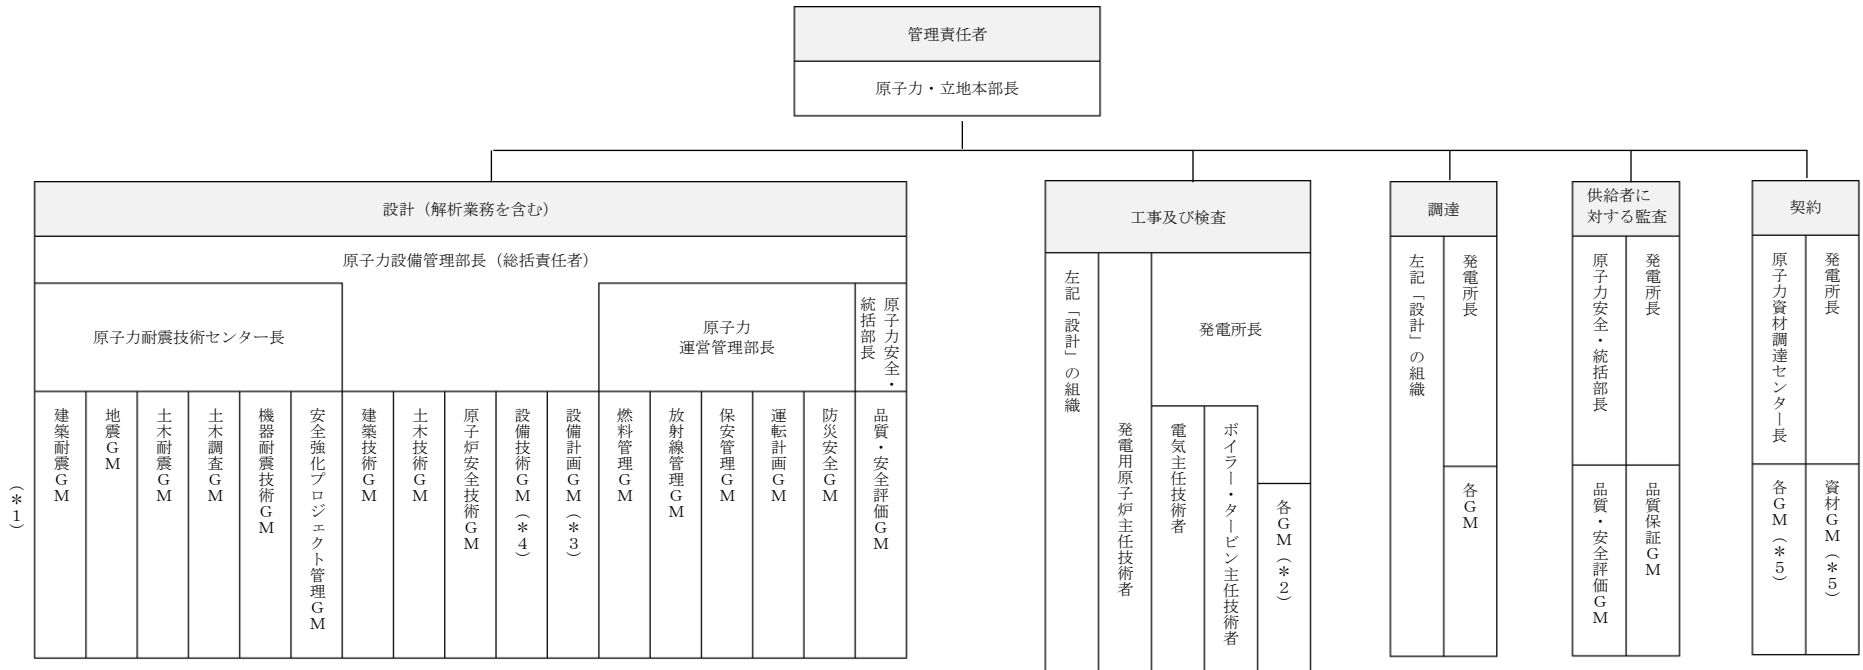 管理責任者
原子力・立地本部長
設計（解析業務を含む）
原子力設備管理部長（総括責任者）
原子力耐震技術センター長
原子力
運営管理部長
原子力安全・
統括部長
建築耐震ＧＭ
地震ＧＭ
土木耐震ＧＭ
土木調査ＧＭ
機器耐震技術ＧＭ
安全強化プロジェクト管理ＧＭ
建築技術ＧＭ
土木技術ＧＭ
原子炉安全技術ＧＭ
設備技術ＧＭ（＊４）
設備計画ＧＭ（＊３）
燃料管理ＧＭ
放射線管理ＧＭ
保安管理ＧＭ
運転計画ＧＭ
防災安全ＧＭ
品質・安全評価ＧＭ
（＊１）
工事及び検査
左記「設計」の組織
発電用原子炉主任技術者
発電所長
電気主任技術者
ボイラー・タービン主任技術者
各ＧＭ（＊２）
調達
左記「設計」の組織
発電所長
各ＧＭ
供給者に
対する監査
原子力安全・統括部長
発電所長
品質・安全評価ＧＭ
品質保証ＧＭ
契約
原子力資材調達センター長
発電所長
各ＧＭ（＊５）
資材ＧＭ（＊５）